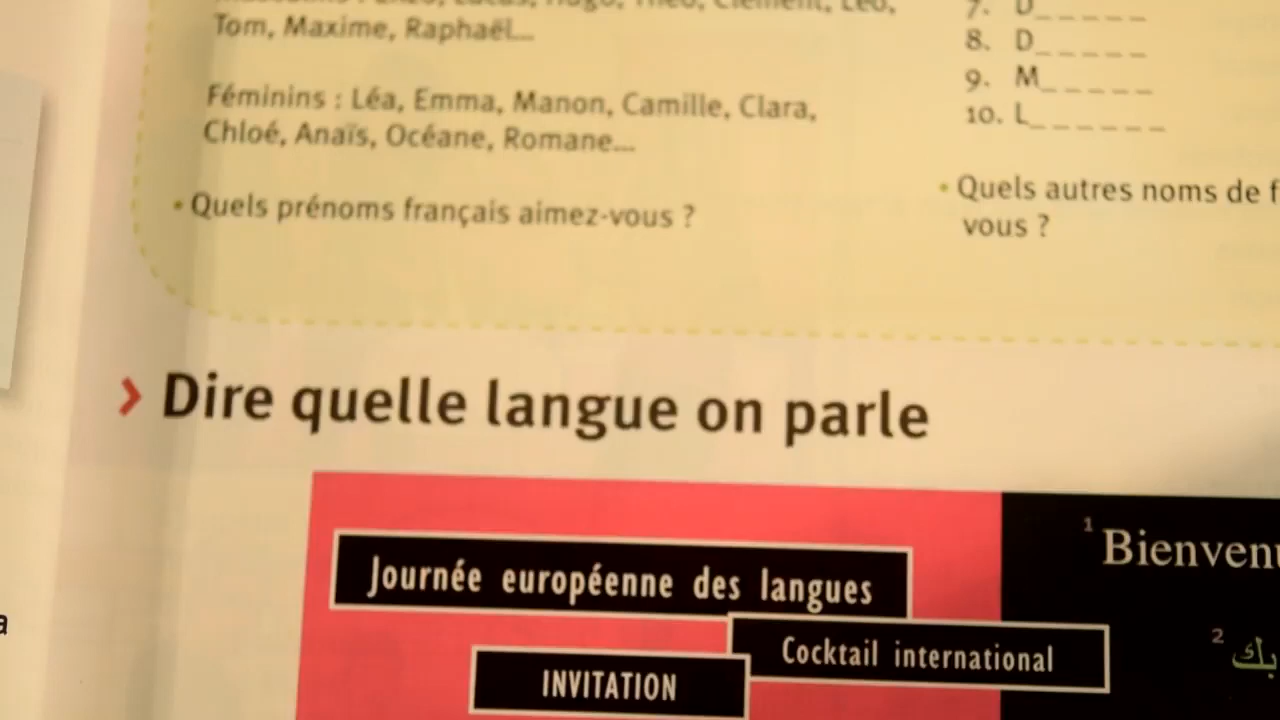 Tom, Maxime, Raphaël...
Féminins : Léa, Emma, Manon, Camille, Clara,
Chloé, Anaïs, Océane, Romane...
• Quels prénoms français aimez-vous ?
7. D_ _ _ _ _
8. D_ _ _ _ _
9. M_ _ _ _ _
10. L_ _ _ _ _ _
• Quels autres noms de f
vous ?
› Dire quelle langue on parle
Journée européenne des langues
Cocktail international
INVITATION
1 Bienvenu
2
a